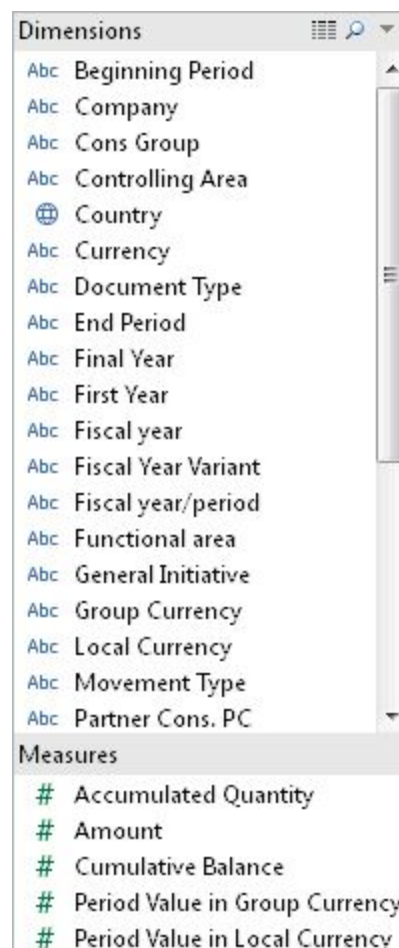 Dimensions
Abc Beginning Period
Abc Company
Abc Cons Group
Abc Controlling Area
Country
Abc Currency
Abc Document Type
Abc End Period
Abc Final Year
Abc First Year
Abc Fiscal year
Abc Fiscal Year Variant
Abc Fiscal year/period
Abc Functional area
Abc General Initiative
Abc Group Currency
Abc Local Currency
Abc Movement Type
Abc Partner Cons. PC
Measures
# Accumulated Quantity
# Amount
# Cumulative Balance
# Period Value in Group Currency
# Period Value in Local Currency